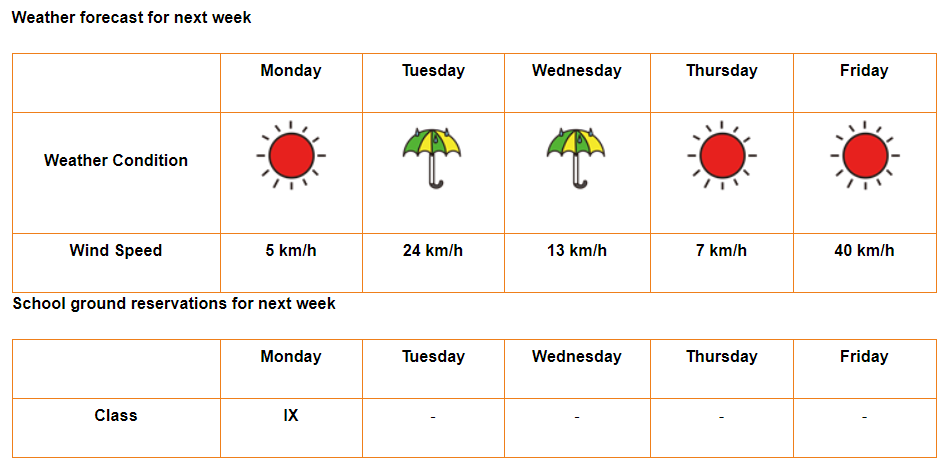 Weather forecast for next week
Monday Tuesday Wednesday Thursday Friday
Weather Condition
Wind Speed 5 km/h 24 km/h 13 km/h 7 km/h 40 km/h
School ground reservations for next week
Monday Tuesday Wednesday Thursday Friday
Class IX - - - -